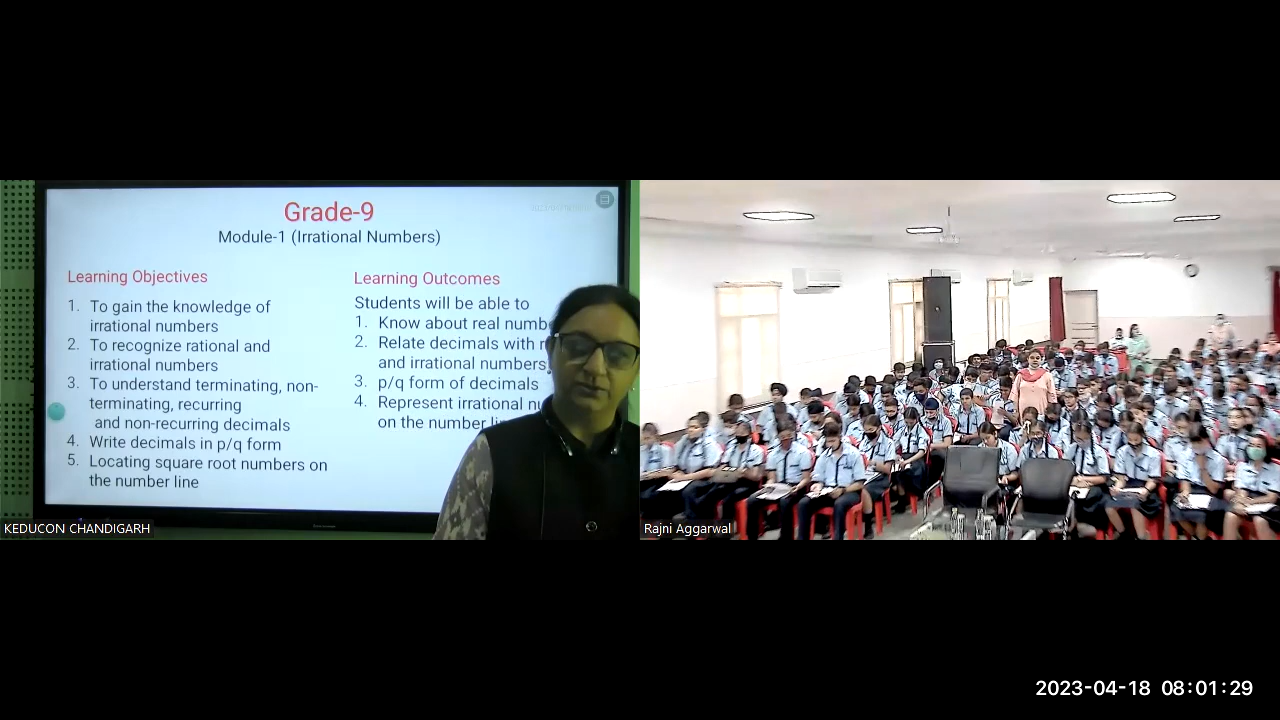 Grade-9
Module-1 (Irrational Numbers)
Learning Objectives
1. To gain the knowledge of
irrational numbers
2. To recognize rational and
irrational numbers
3. To understand terminating, non-
terminating, recurring
and non-recurring decimals
4. Write decimals in p/q form
5. Locating square root numbers on
the number line
Learning Outcomes
Students will be able to
1. Know about real numbe
2. Relate decimals with r
and irrational numbers
3. p/q form of decimals
4. Represent irrational nu
on the number lin
KEDUCON CHANDIGARH
Rajni Aggarwal
2023-04-18 08:01:29